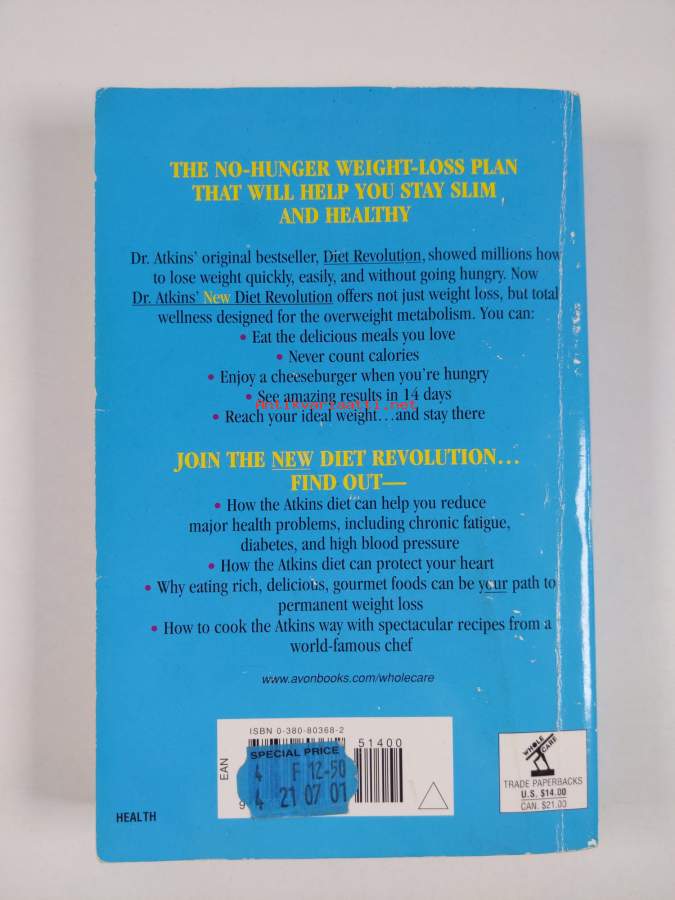 THE NO-HUNGER WEIGHT-LOSS PLAN
THAT WILL HELP YOU STAY SLIM
AND HEALTHY
Dr. Atkins' original bestseller, Diet Revolution, showed millions how
to lose weight quickly, easily, and without going hungry. Now
Dr. Atkins' New Diet Revolution offers not just weight loss, but total
wellness designed for the overweight metabolism. You can:
• Eat the delicious meals you love
• Never count calories
• Enjoy a cheeseburger when you're hungry
• See amazing results in 14 days
Antikvariaatti.net
• Reach your ideal weight...and stay there
JOIN THE NEW DIET REVOLUTION...
FIND OUT—
• How the Atkins diet can help you reduce
major health problems, including chronic fatigue,
diabetes, and high blood pressure
• How the Atkins diet can protect your heart
• Why eating rich, delicious, gourmet foods can be your path to
permanent weight loss
• How to cook the Atkins way with spectacular recipes from a
world-famous chef
www.avonbooks.com/wholecare
ISBN 0-380-80368-2
51400
EAN
SPECIAL PRICE
4 F 12-50
4 21 07 01
9
WHOLE CARE
TRADE PAPERBACKS
U.S. $14.00
CAN. $21.00
HEALTH